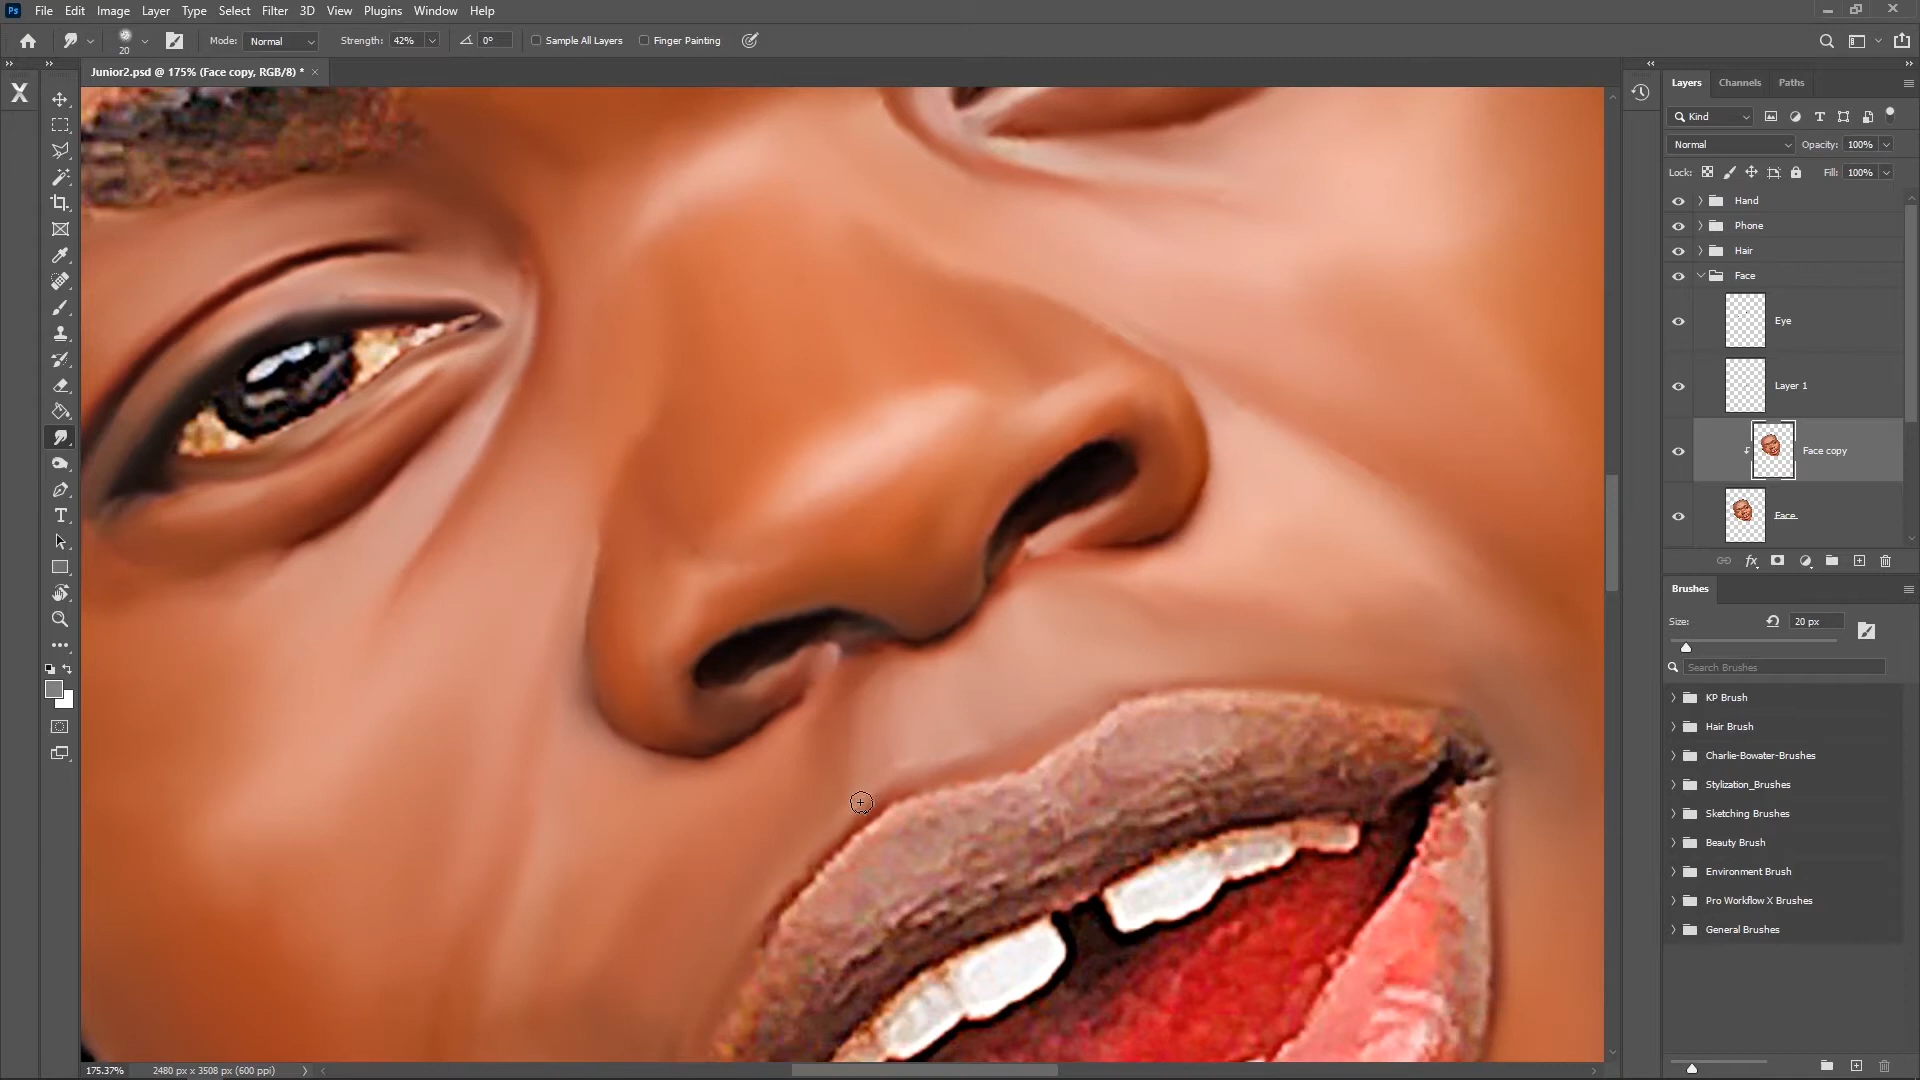 Ps File Edit Image Layer Type Select Filter 3D View Plugins Window Help
20 Mode: Normal Strength: 42% 0° Sample All Layers Finger Painting
Junior2.psd @ 175% (Face copy, RGB/8) * ×
X
T
Layers Channels Paths
Kind T
Normal Opacity: 100%
Lock: Fill: 100%
Hand
Phone
Hair
Face
Eye
Layer 1
Face copy
Face
fx
Brushes
Size: 20 px
Search Brushes
KP Brush
Hair Brush
Charlie-Bowater-Brushes
Stylization_Brushes
Sketching Brushes
Beauty Brush
Environment Brush
Pro Workflow X Brushes
General Brushes
175.37% 2480 px x 3508 px (600 ppi)